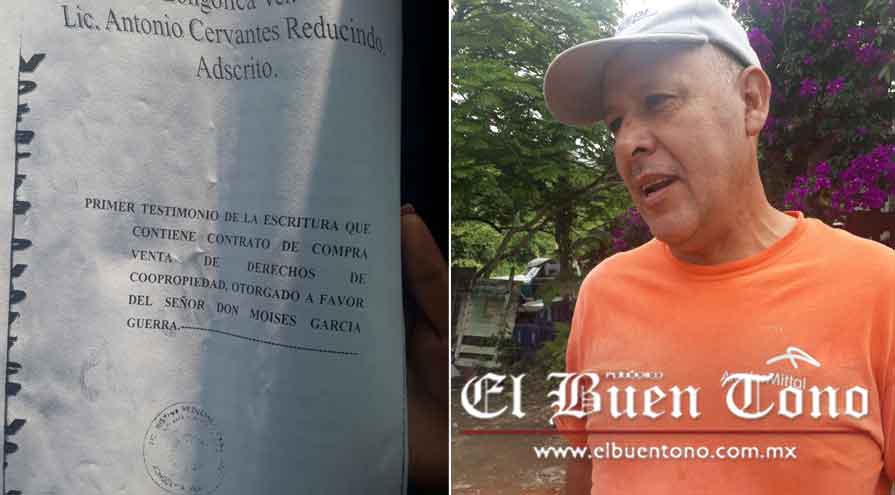 Lic. Antonio Cervantes Reducindo.
Adscrito.
PRIMER TESTIMONIO DE LA ESCRITURA QUE
CONTIENE CONTRATO DE COMPRA
VENTA DE DERECHOS DE
COOPROPIEDAD, OTORGADO A FAVOR
DEL SEÑOR DON MOISES GARCIA
GUERRA.
PERIÓDICO
El Buen Tono
www.elbuentono.com.mx
ArcelorMittal